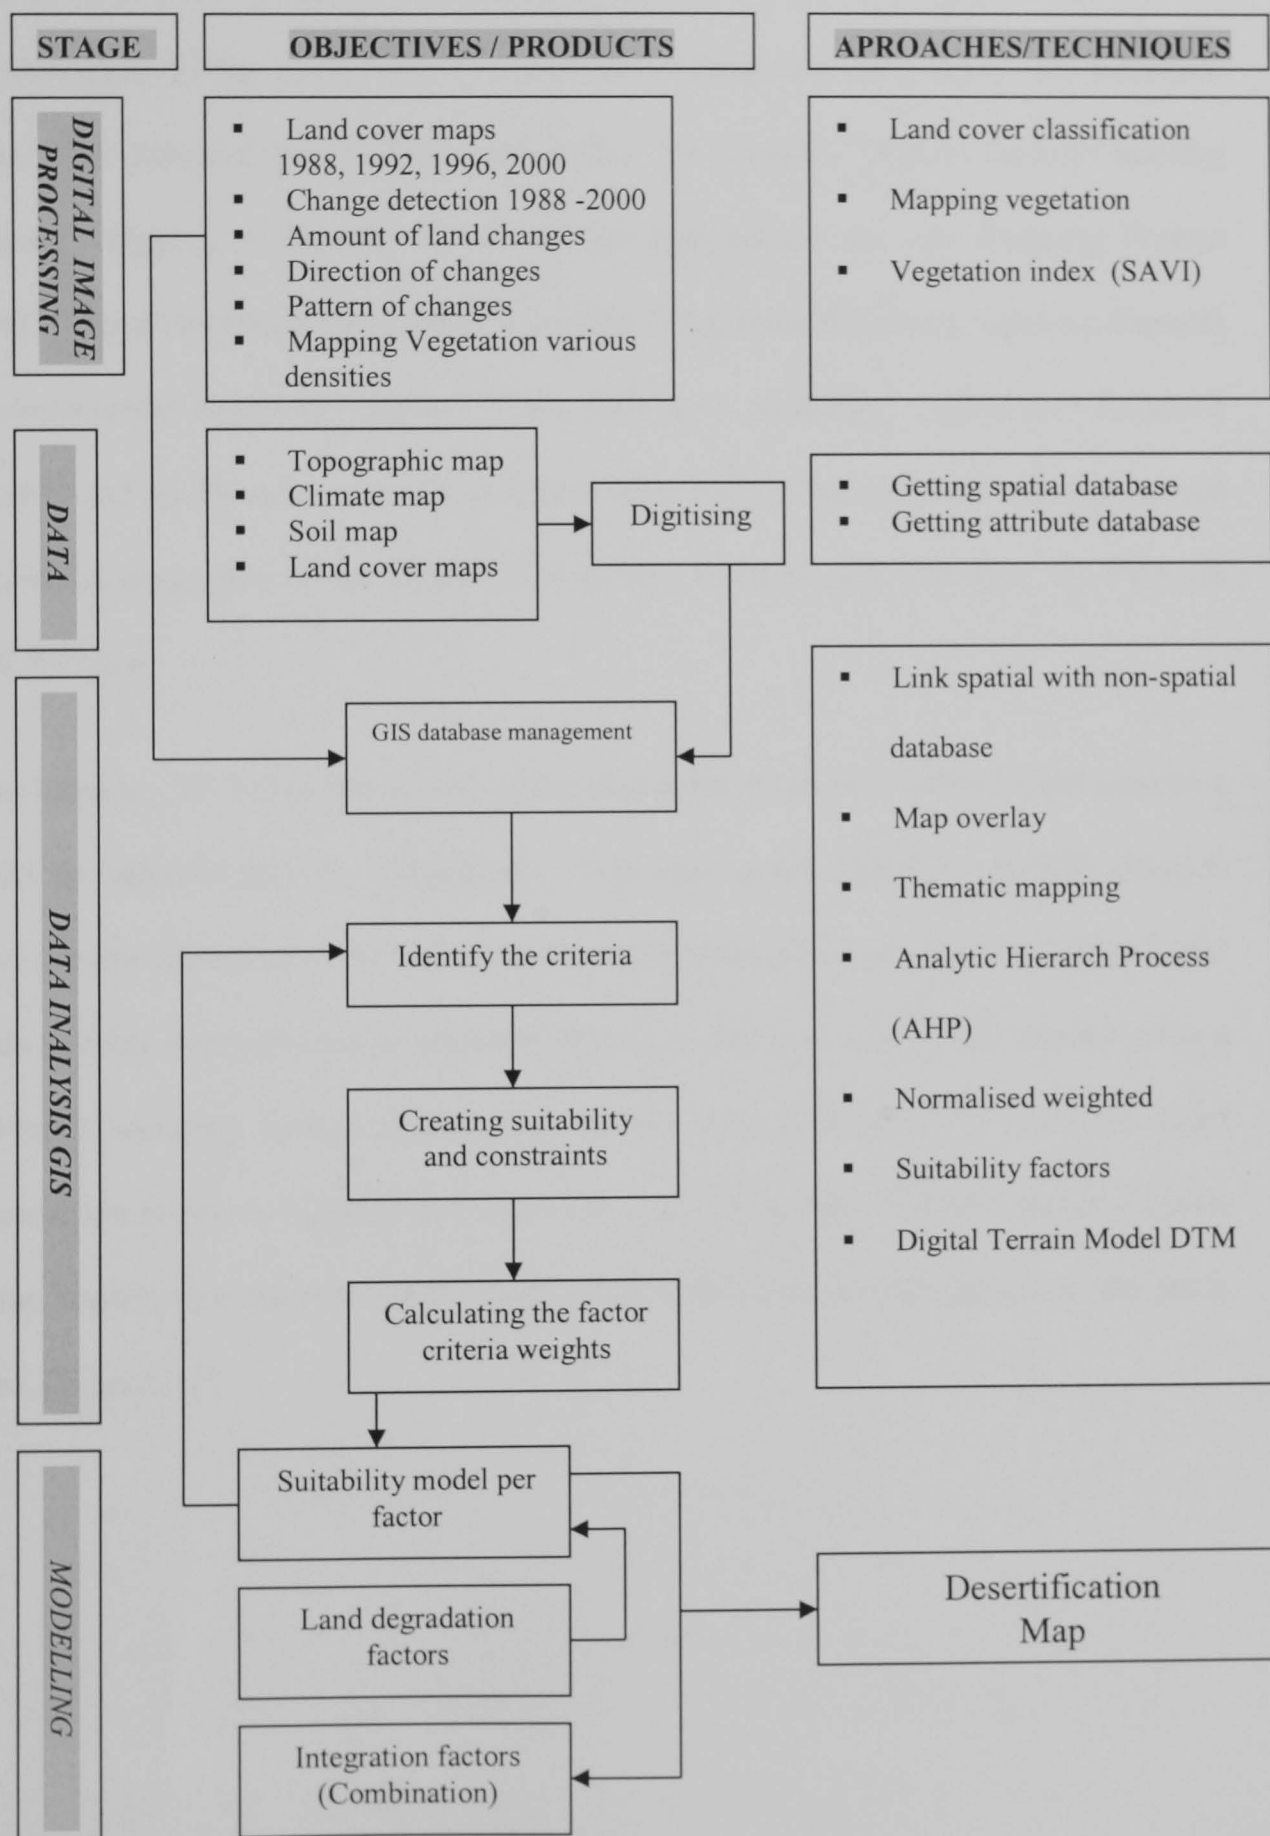 STAGE
OBJECTIVES / PRODUCTS
APROACHES/TECHNIQUES
DIGITAL IMAGE
PROCESSING
▪ Land cover maps
1988, 1992, 1996, 2000
▪ Change detection 1988 -2000
▪ Amount of land changes
▪ Direction of changes
▪ Pattern of changes
▪ Mapping Vegetation various
densities
▪ Land cover classification
▪ Mapping vegetation
▪ Vegetation index (SAVI)
DATA
▪ Topographic map
▪ Climate map
▪ Soil map
▪ Land cover maps
Digitising
▪ Getting spatial database
▪ Getting attribute database
DATA INALYSIS GIS
GIS database management
Identify the criteria
Creating suitability
and constraints
Calculating the factor
criteria weights
▪ Link spatial with non-spatial
database
▪ Map overlay
▪ Thematic mapping
▪ Analytic Hierarch Process
(AHP)
▪ Normalised weighted
▪ Suitability factors
▪ Digital Terrain Model DTM
MODELLING
Suitability model per
factor
Land degradation
factors
Integration factors
(Combination)
Desertification
Map